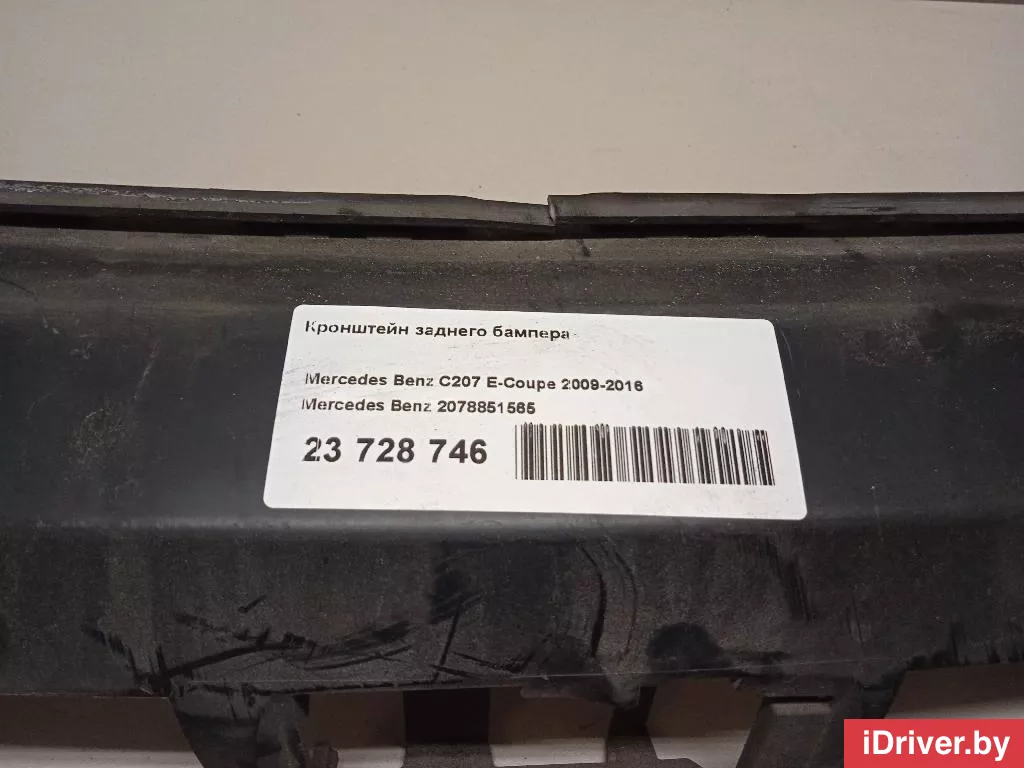 Кронштейн заднего бампера
Mercedes Benz C207 E-Coupe 2009-2016
Mercedes Benz 2078851565
23 728 746
iDriver.by